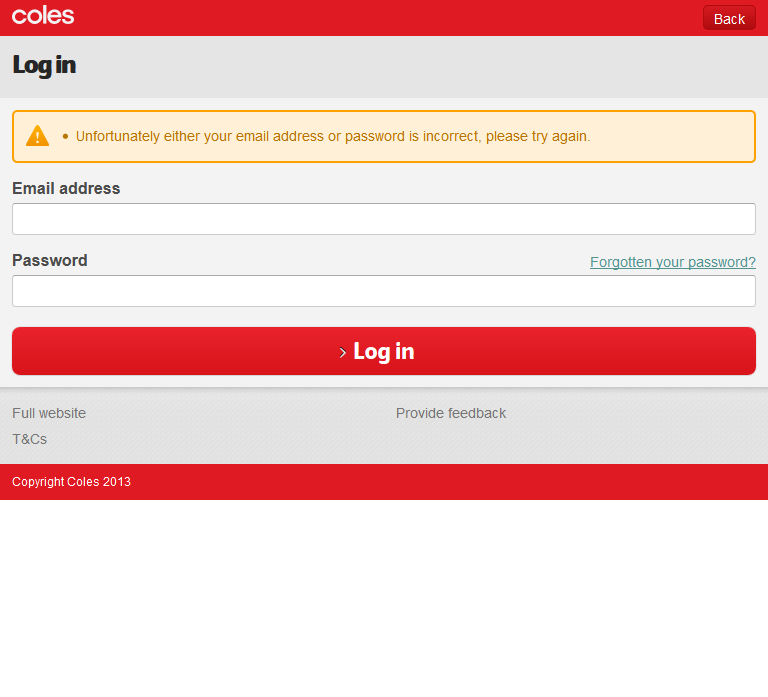 coles
Back
Log in
• Unfortunately either your email address or password is incorrect, please try again.
Email address
Password
Forgotten your password?
Log in
Full website
Provide feedback
T&Cs
Copyright Coles 2013